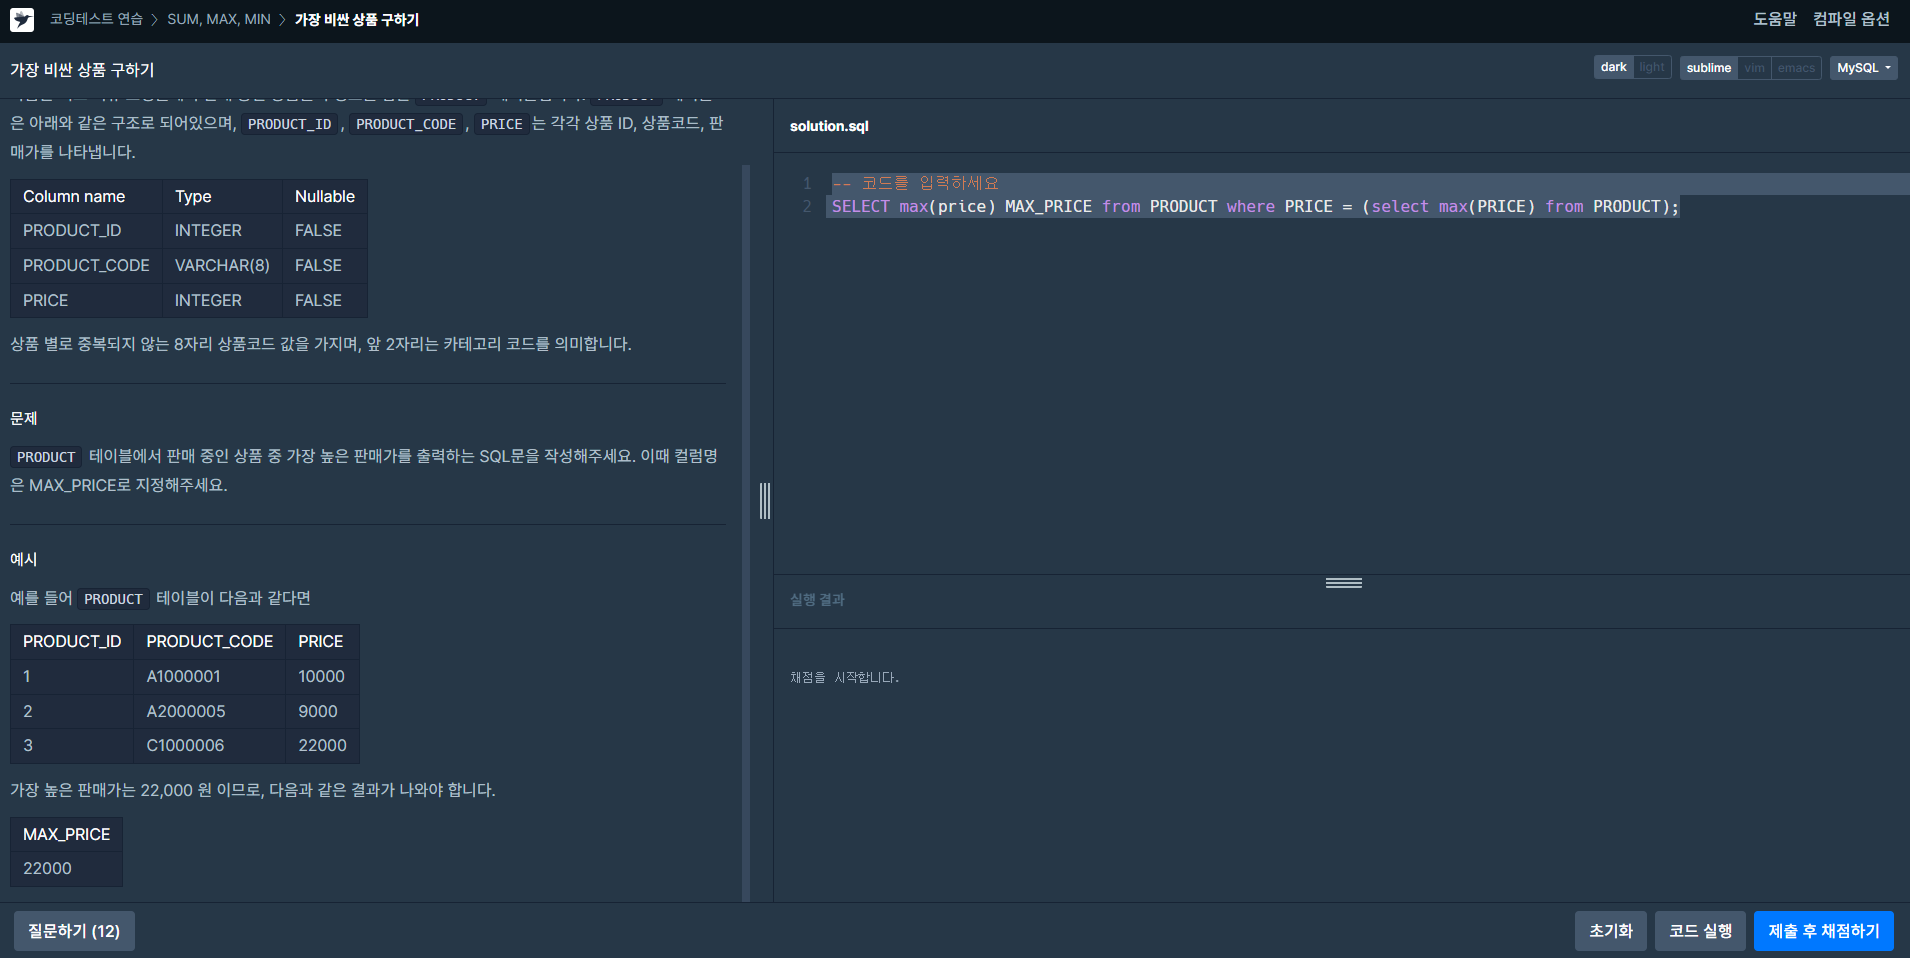 코딩테스트 연습 > SUM, MAX, MIN > 가장 비싼 상품 구하기
도움말 컴파일 옵션
가장 비싼 상품 구하기
dark light sublime vim emacs MySQL
은 아래와 같은 구조로 되어있으며, PRODUCT_ID, PRODUCT_CODE, PRICE는 각각 상품 ID, 상품코드, 판
매가를 나타냅니다.
Column name Type Nullable
PRODUCT_ID INTEGER FALSE
PRODUCT_CODE VARCHAR(8) FALSE
PRICE INTEGER FALSE
상품 별로 중복되지 않는 8자리 상품코드 값을 가지며, 앞 2자리는 카테고리 코드를 의미합니다.
문제
PRODUCT 테이블에서 판매 중인 상품 중 가장 높은 판매가를 출력하는 SQL문을 작성해주세요. 이때 컬럼명
은 MAX_PRICE로 지정해주세요.
예시
예를 들어 PRODUCT 테이블이 다음과 같다면
PRODUCT_ID PRODUCT_CODE PRICE
1 A1000001 10000
2 A2000005 9000
3 C1000006 22000
가장 높은 판매가는 22,000 원 이므로, 다음과 같은 결과가 나와야 합니다.
MAX_PRICE
22000
solution.sql
1 -- 코드를 입력하세요
2 SELECT max(price) MAX_PRICE from PRODUCT where PRICE = (select max(PRICE) from PRODUCT);
실행 결과
채점을 시작합니다.
질문하기 (12)
초기화 코드 실행 제출 후 채점하기